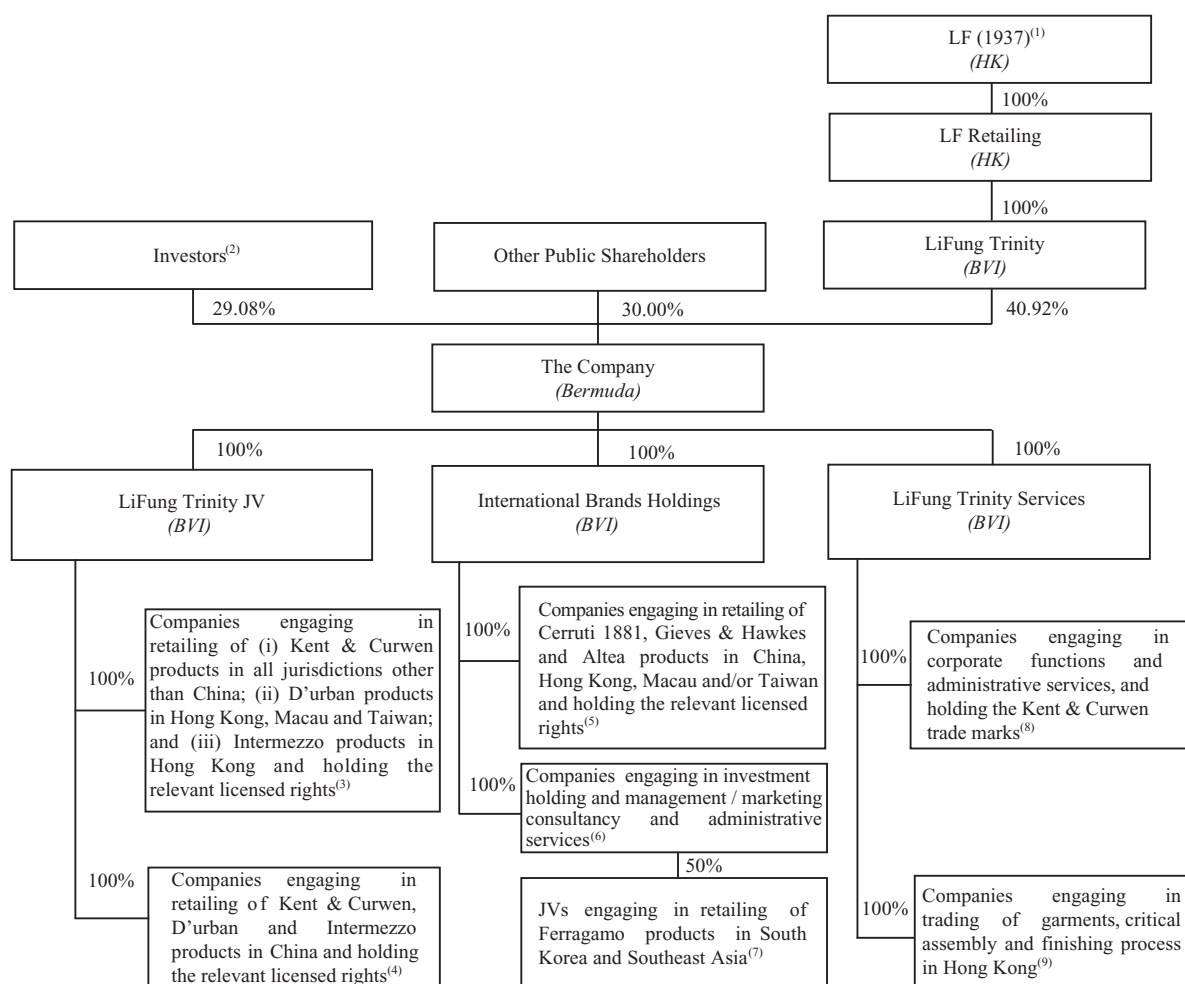 LF (1937)(1)
(HK)
100%
LF Retailing
(HK)
100%
Investors(2)
Other Public Shareholders
LiFung Trinity
(BVI)
29.08%
30.00%
40.92%
The Company
(Bermuda)
100%
100%
100%
LiFung Trinity JV
(BVI)
International Brands Holdings
(BVI)
LiFung Trinity Services
(BVI)
100%
Companies engaging in
retailing of (i) Kent & Curwen
products in all jurisdictions other
than China; (ii) D'urban products
in Hong Kong, Macau and Taiwan;
and (iii) Intermezzo products in
Hong Kong and holding the
relevant licensed rights(3)
100%
Companies engaging in retailing of
Cerruti 1881, Gieves & Hawkes
and Altea products in China,
Hong Kong, Macau and/or Taiwan
and holding the relevant licensed
rights(5)
100%
Companies engaging in
corporate functions and
administrative services, and
holding the Kent & Curwen
trade marks(8)
100%
Companies engaging in investment
holding and management / marketing
consultancy and administrative
services(6)
50%
100%
Companies engaging in
retailing of Kent & Curwen,
D'urban and Intermezzo
products in China and holding
the relevant licensed rights(4)
JVs engaging in retailing of
Ferragamo products in South
Korea and Southeast Asia(7)
100%
Companies engaging in
trading of garments, critical
assembly and finishing process
in Hong Kong(9)